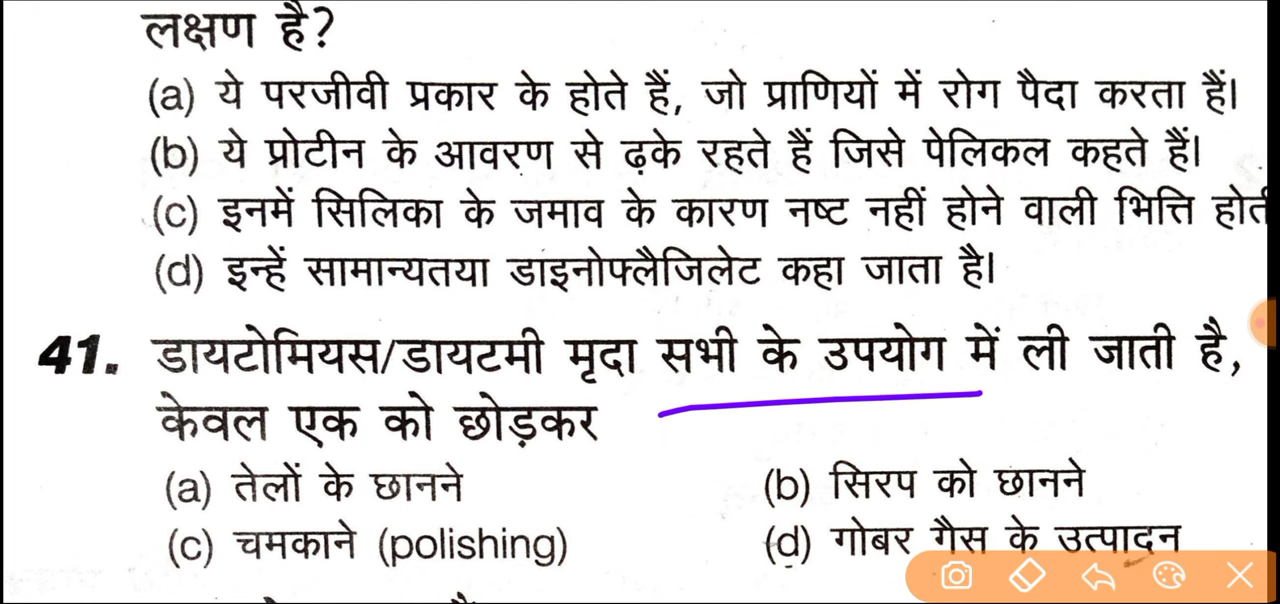 लक्षण है?
(a) ये परजीवी प्रकार के होते हैं, जो प्राणियों में रोग पैदा करता हैं।
(b) ये प्रोटीन के आवरण से ढ़के रहते हैं जिसे पेलिकल कहते हैं।
(c) इनमें सिलिका के जमाव के कारण नष्ट नहीं होने वाली भित्ति
(d) इन्हें सामान्यतया डाइनोफ्लैजिलेट कहा जाता है।
41. डायटोमियस/डायटमी मृदा सभी के उपयोग में ली जाती है,
केवल एक को छोड़कर
(a) तेलों के छानने (b) सिरप को छानने
(c) चमकाने (polishing) (d) गोबर गैस के उत्पादन